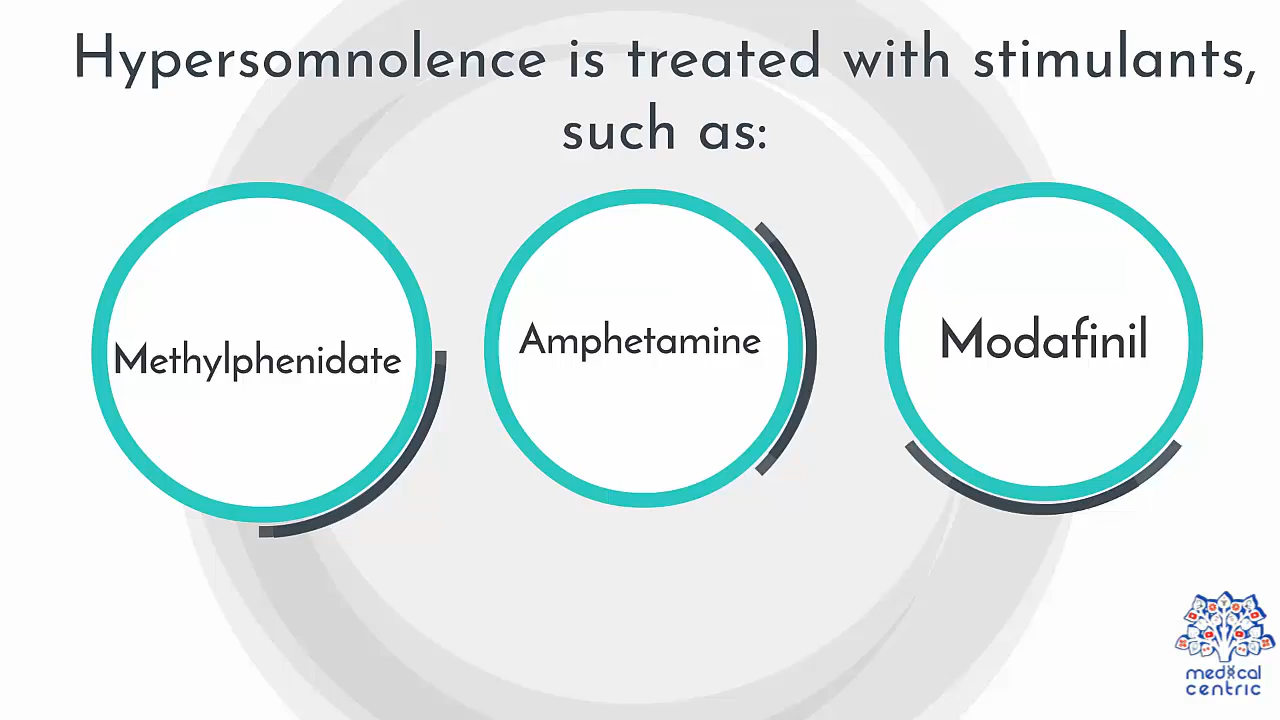 Hypersomnolence is treated with stimulants,
such as:
Methylphenidate
Amphetamine
Modafinil
medical
centric